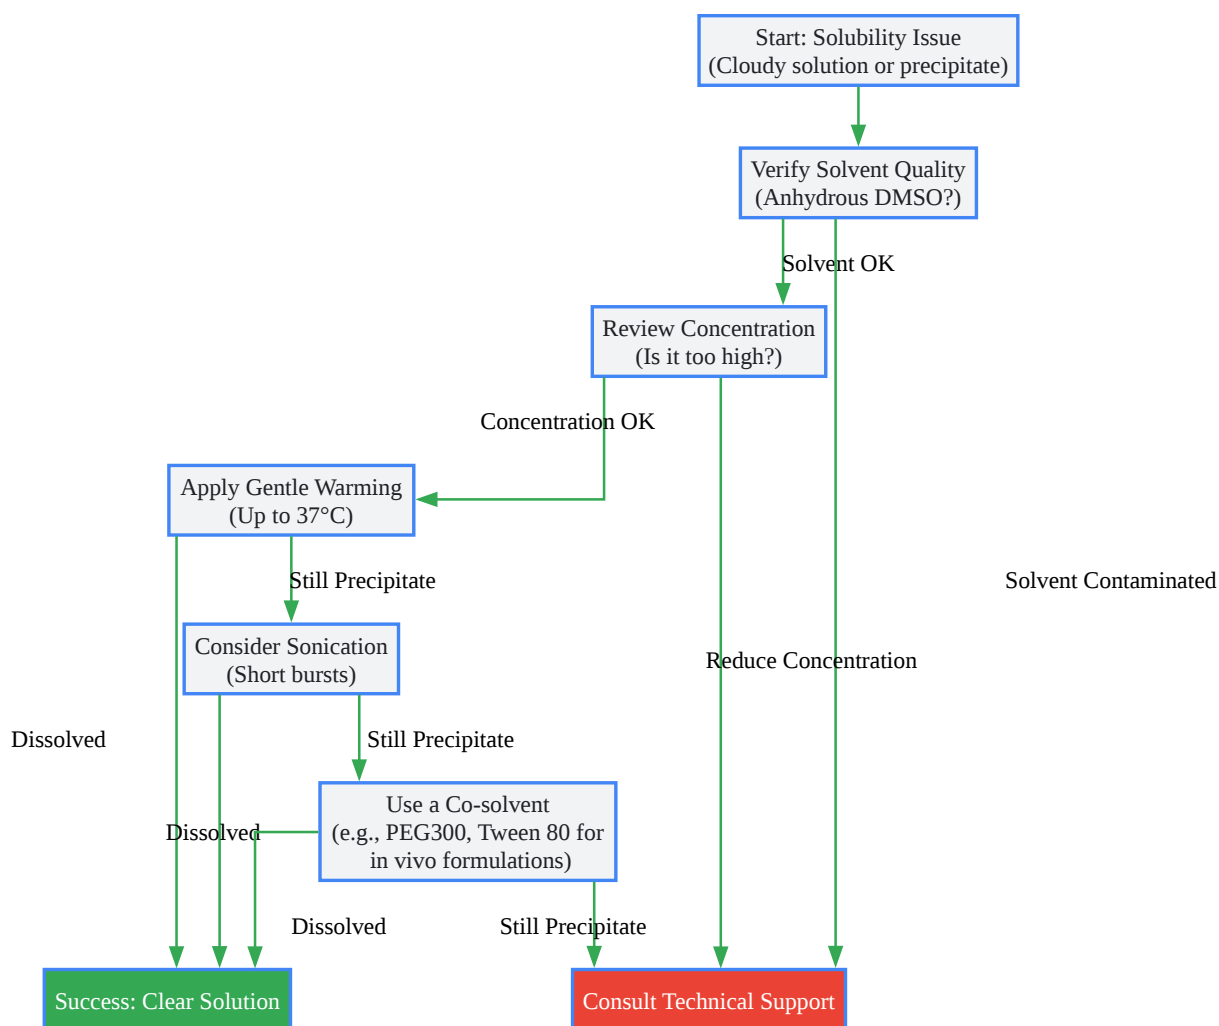 Start: Solubility Issue
(Cloudy solution or precipitate)
Verify Solvent Quality
(Anhydrous DMSO?)
Solvent OK
Review Concentration
(Is it too high?)
Concentration OK
Apply Gentle Warming
(Up to 37°C)
Still Precipitate
Solvent Contaminated
Consider Sonication
(Short bursts)
Reduce Concentration
Dissolved
Still Precipitate
Use a Co-solvent
(e.g., PEG300, Tween 80 for
in vivo formulations)
Dissolved
Dissolved
Still Precipitate
Success: Clear Solution
Consult Technical Support